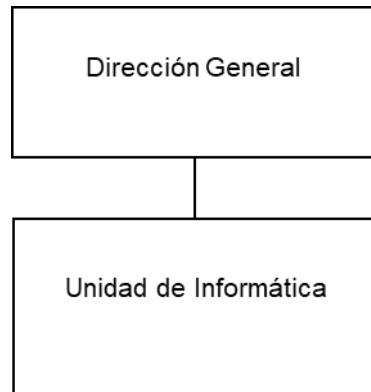 Dirección General
Unidad de Informática